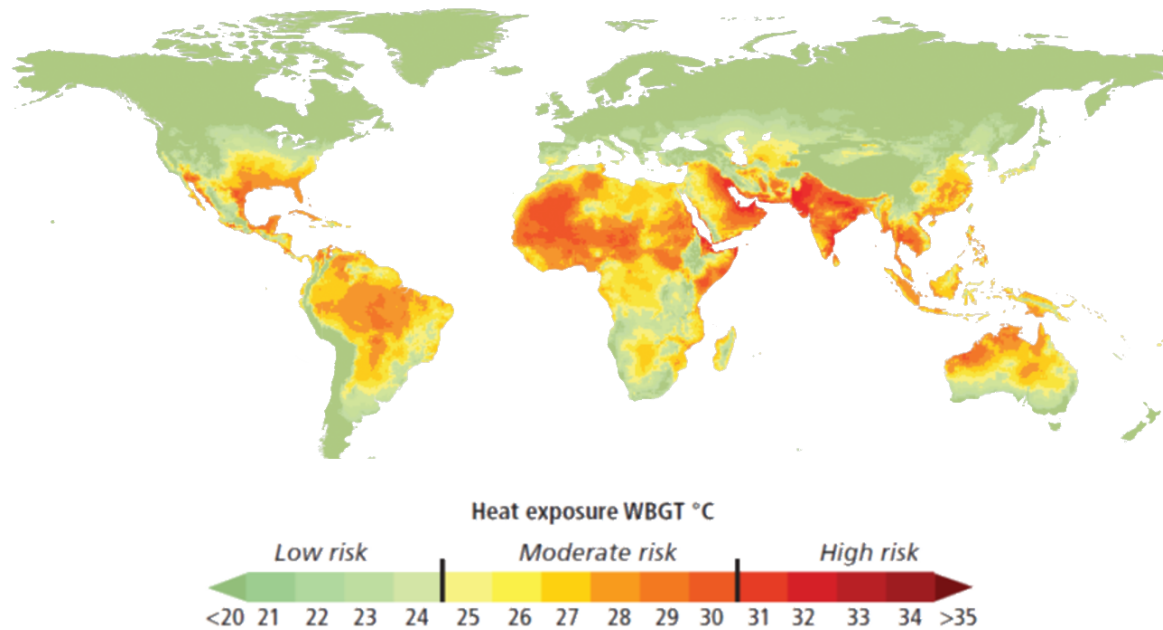 Heat exposure WBGT °C
Low risk Moderate risk High risk
<20 21 22 23 24 25 26 27 28 29 30 31 32 33 34 >35